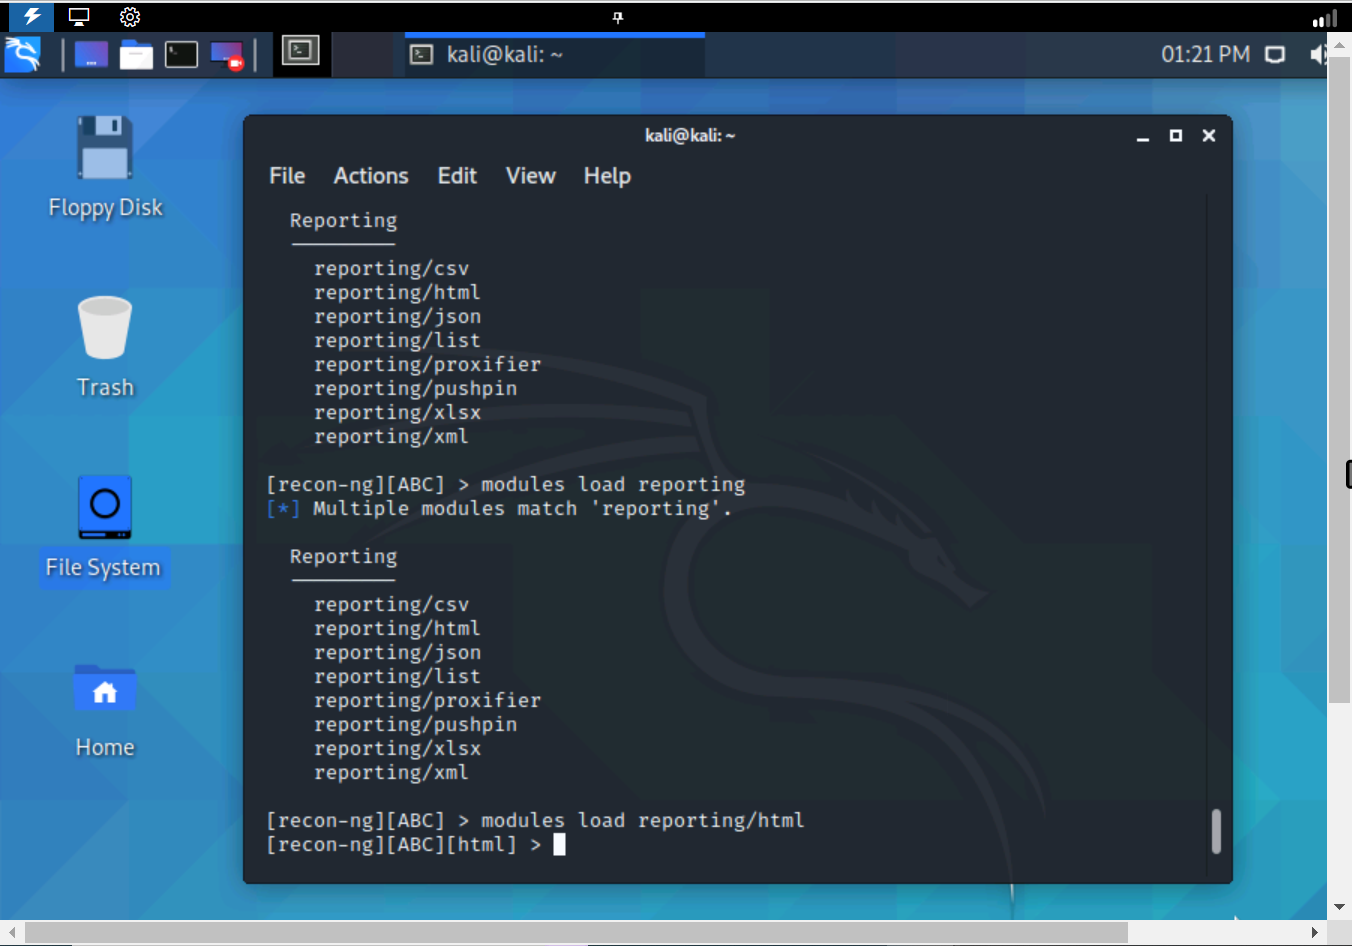 kali@kali: ~
01:21 PM
Floppy Disk
Trash
File System
Home
kali@kali: ~
File Actions Edit View Help
Reporting
reporting/csv
reporting/html
reporting/json
reporting/list
reporting/proxifier
reporting/pushpin
reporting/xlsx
reporting/xml
[recon-ng][ABC] > modules load reporting
[*] Multiple modules match 'reporting'.
Reporting
reporting/csv
reporting/html
reporting/json
reporting/list
reporting/proxifier
reporting/pushpin
reporting/xlsx
reporting/xml
[recon-ng][ABC] > modules load reporting/html
[recon-ng][ABC][html] >